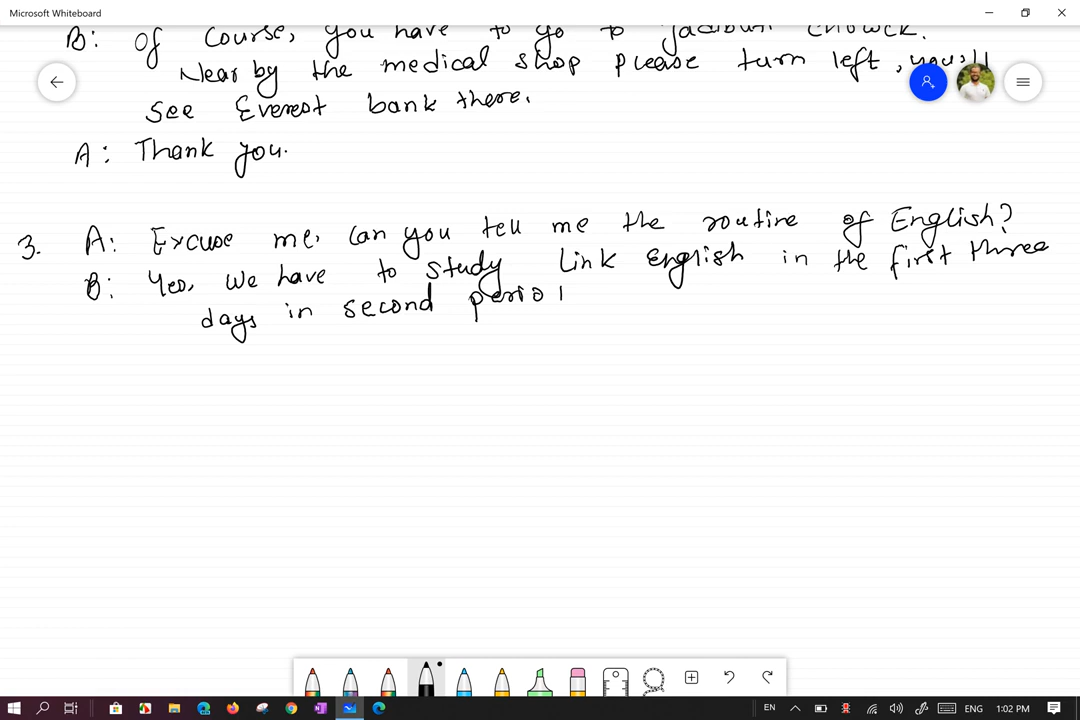 Microsoft Whiteboard
B: Of course, you have to go to chowck.
Near by the medical shop please turn left, you'll
see Everest bank there.
A: Thank you.
3. A: Excuse me, can you tell me the routine of English?
B: Yes, We have to study Link English in the first three
days in second perio
EN
ENG 1:02 PM